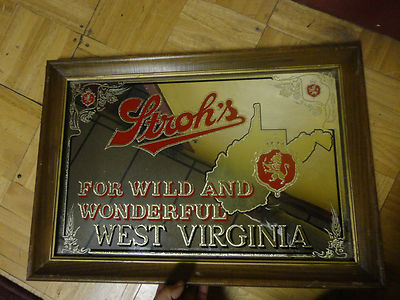 Stroh's
FOR WILD AND
WONDERFUL
WEST VIRGINIA